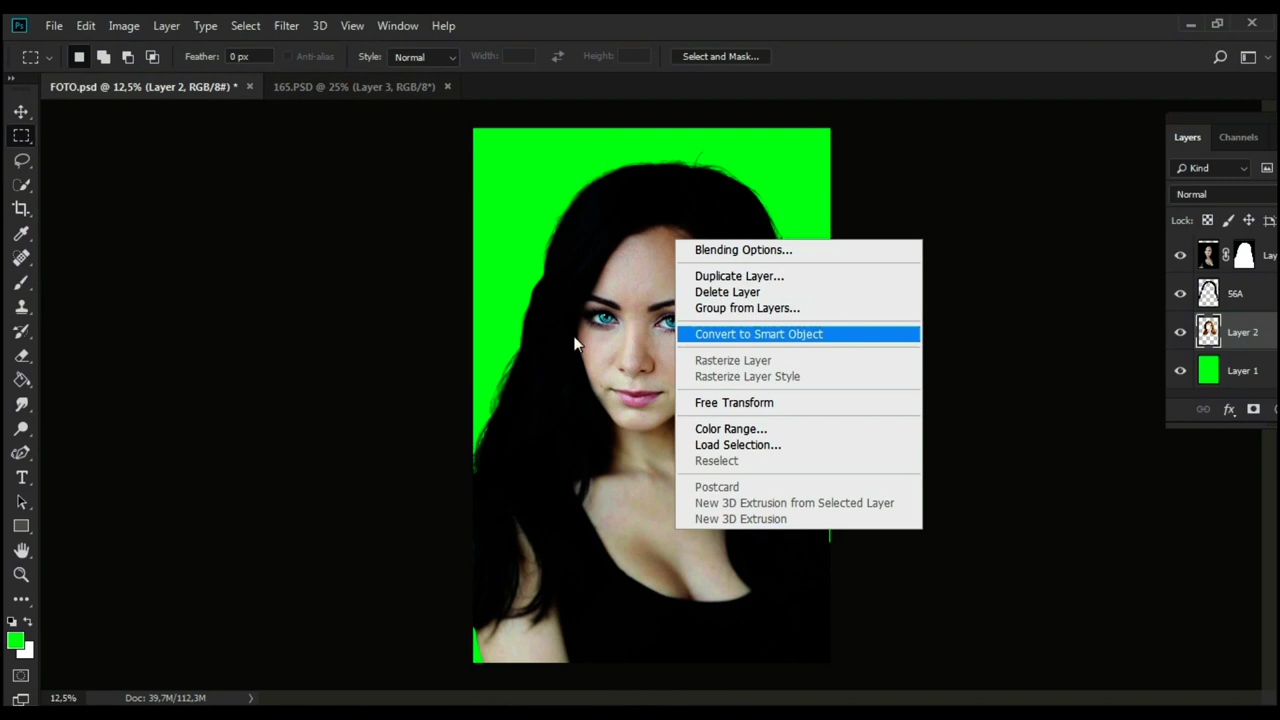 Ps File Edit Image Layer Type Select Filter 3D View Window Help
Feather: 0 px Anti-alias Style: Normal Width: Height: Select and Mask...
FOTO.psd @ 12,5% (Layer 2, RGB/8#) * × 165.PSD @ 25% (Layer 3, RGB/8*) ×
Layers Channels
Kind
Normal
Lock:
Lay
56A
Layer 2
Layer 1
fx
Blending Options...
Duplicate Layer...
Delete Layer
Group from Layers...
Convert to Smart Object
Rasterize Layer
Rasterize Layer Style
Free Transform
Color Range...
Load Selection...
Reselect
Postcard
New 3D Extrusion from Selected Layer
New 3D Extrusion
12,5% Doc: 39,7M/112,3M